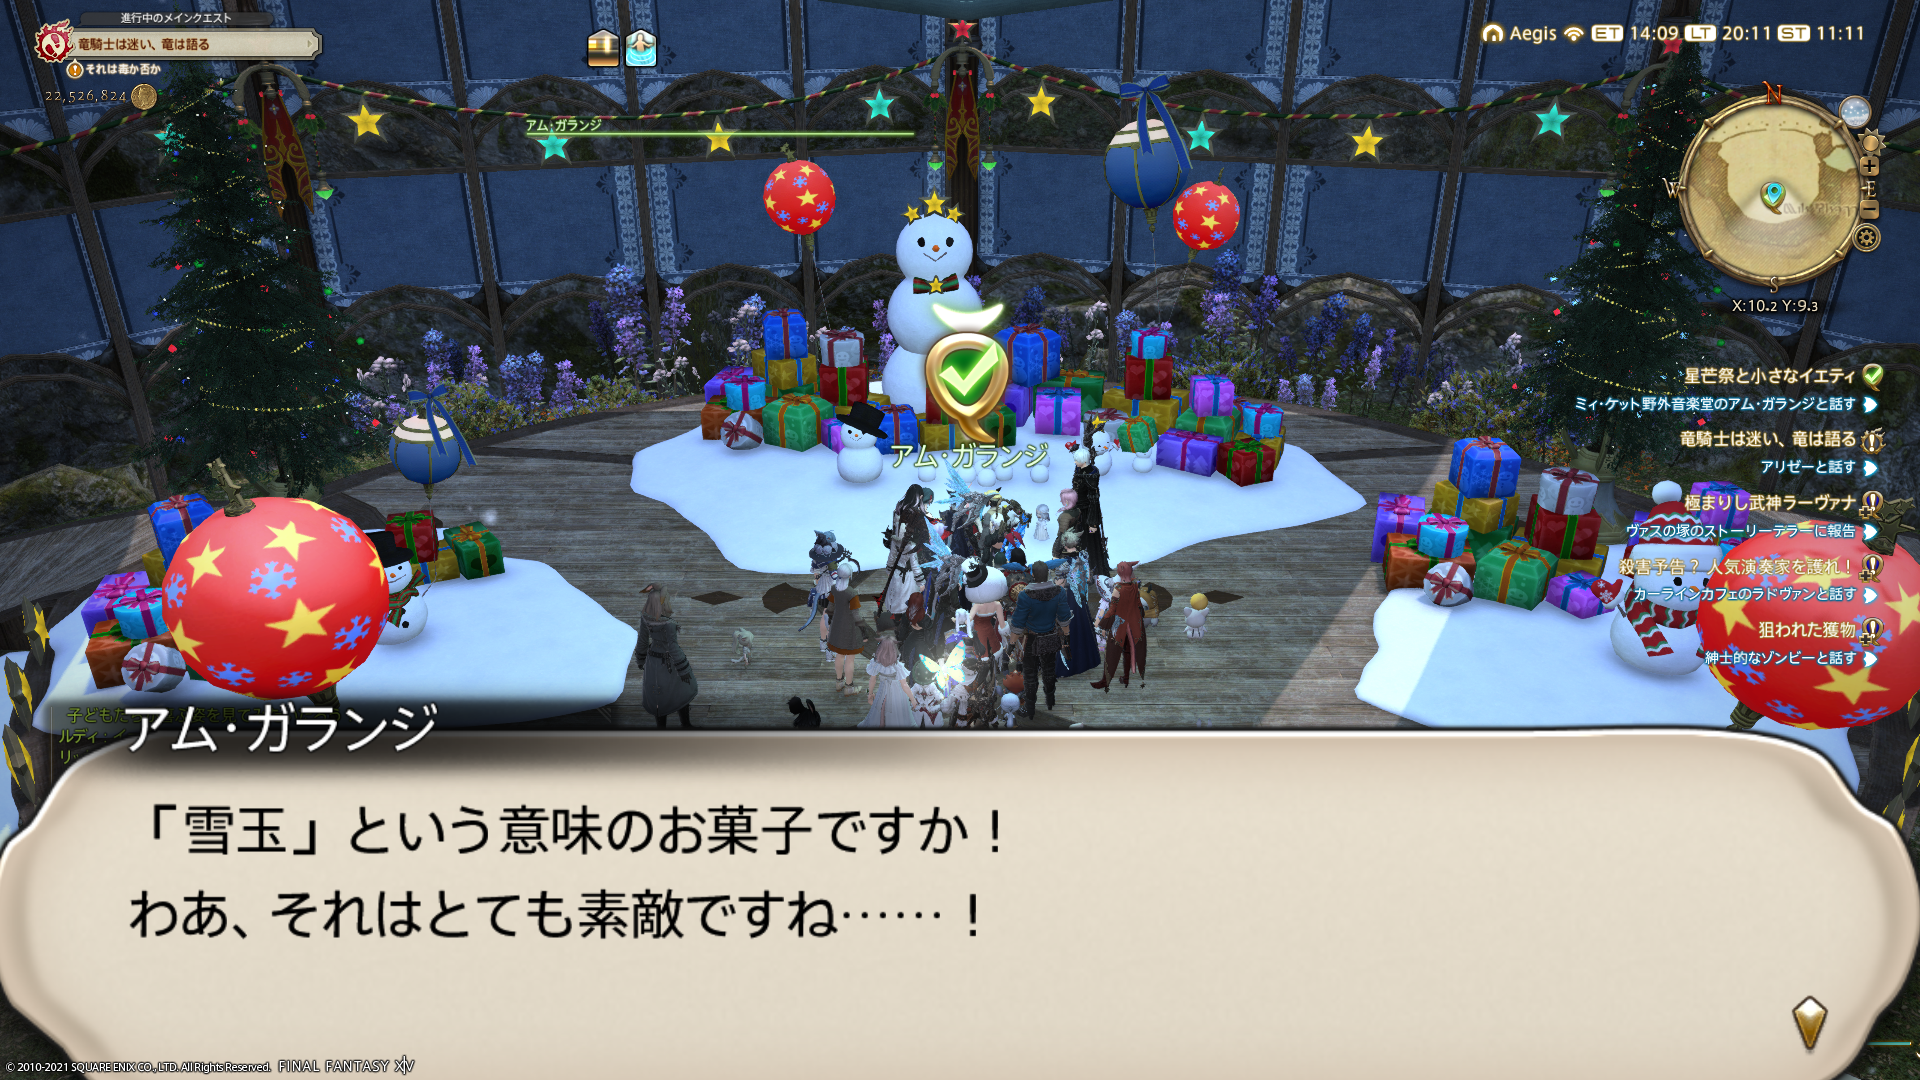 進行中のメインクエスト
竜騎士は迷い、竜は語る
それは毒か否か
22,526,824
アム・ガランジ
Aegis ET 14:09 LT 20:11 ST 11:11
N
W
E
S
X:10.2 Y:9.3
星芒祭と小さなイエティ
ミィ・ケット野外音楽堂のアム・ガランジと話す
竜騎士は迷い、竜は語る
アリゼーと話す
極まりし武神ラーヴァナ
ヴァスの塚のストーリーテラーに報告
殺害予告？ 人気演奏家を護れ！
カーラインカフェのラドヴァンと話す
狙われた獲物
紳士的なゾンビーと話す
アム・ガランジ
アム・ガランジ
「雪玉」という意味のお菓子ですか！
わあ、それはとても素敵ですね……！
© 2010-2021 SQUARE ENIX CO., LTD. All Rights Reserved. FINAL FANTASY XIV